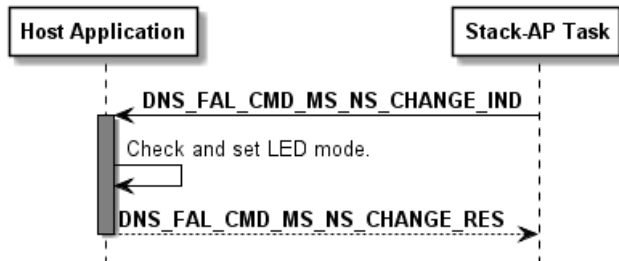 Host Application
Stack-AP Task
DNS_FAL_CMD_MS_NS_CHANGE_IND
Check and set LED mode.
DNS_FAL_CMD_MS_NS_CHANGE_RES